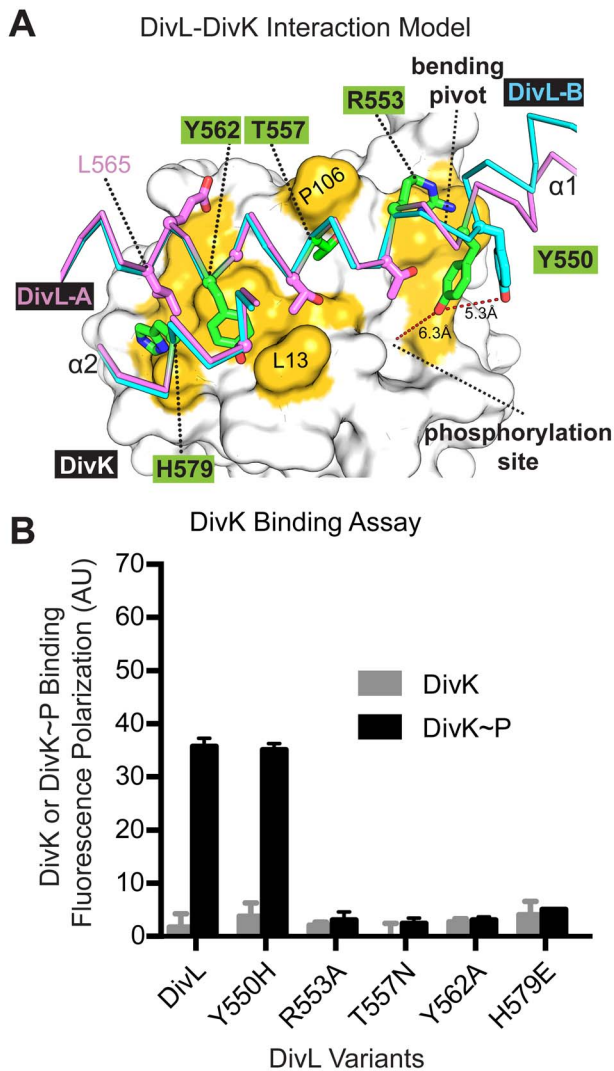 A
DivL-DivK Interaction Model
bending
pivot
DivL-B
R553
Y562
T557
L565
P106
α1
Y550
DivL-A
5.3Å
6.3Å
L13
α2
phosphorylation
site
DivK
H579
B
DivK Binding Assay
DivK or DivK~P Binding
Fluorescence Polarization (AU)
70
60
50
40
30
20
10
0
DivK
DivK~P
DivL
Y550H
R553A
T557N
Y562A
H579E
DivL Variants